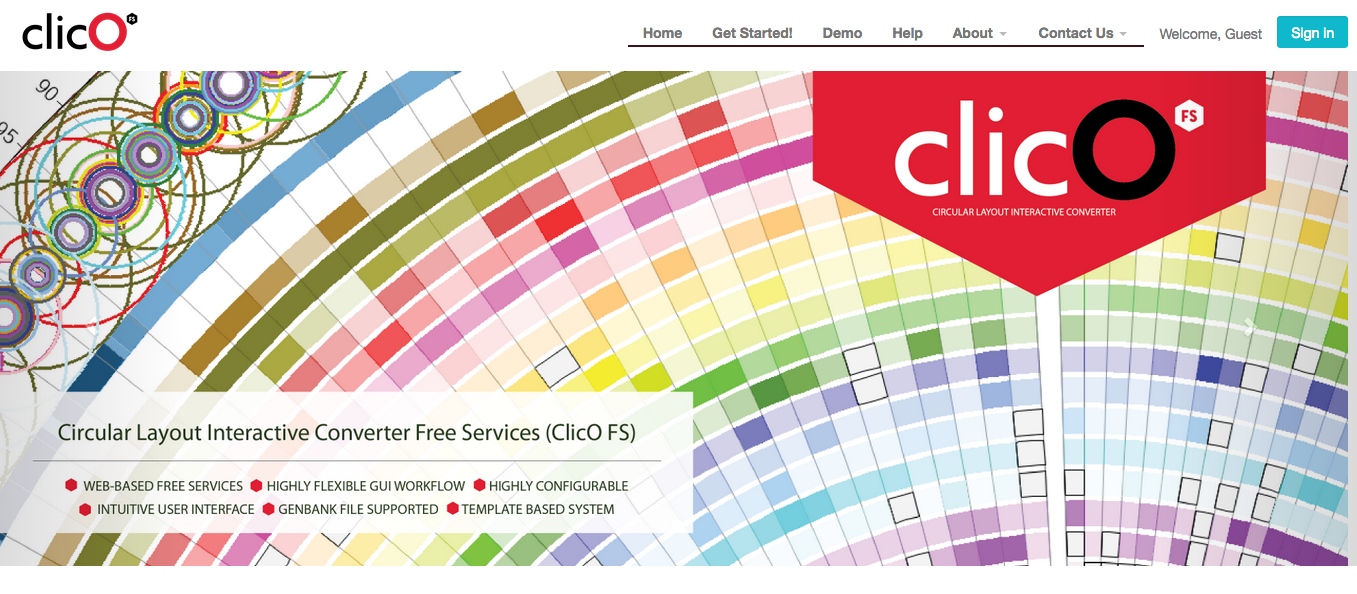 clicO FS
Home Get Started! Demo Help About Contact Us Welcome, Guest Sign in
90
95
clicO FS
CIRCULAR LAYOUT INTERACTIVE CONVERTER
Circular Layout Interactive Converter Free Services (ClicO FS)
WEB-BASED FREE SERVICES HIGHLY FLEXIBLE GUI WORKFLOW HIGHLY CONFIGURABLE
INTUITIVE USER INTERFACE GENBANK FILE SUPPORTED TEMPLATE BASED SYSTEM